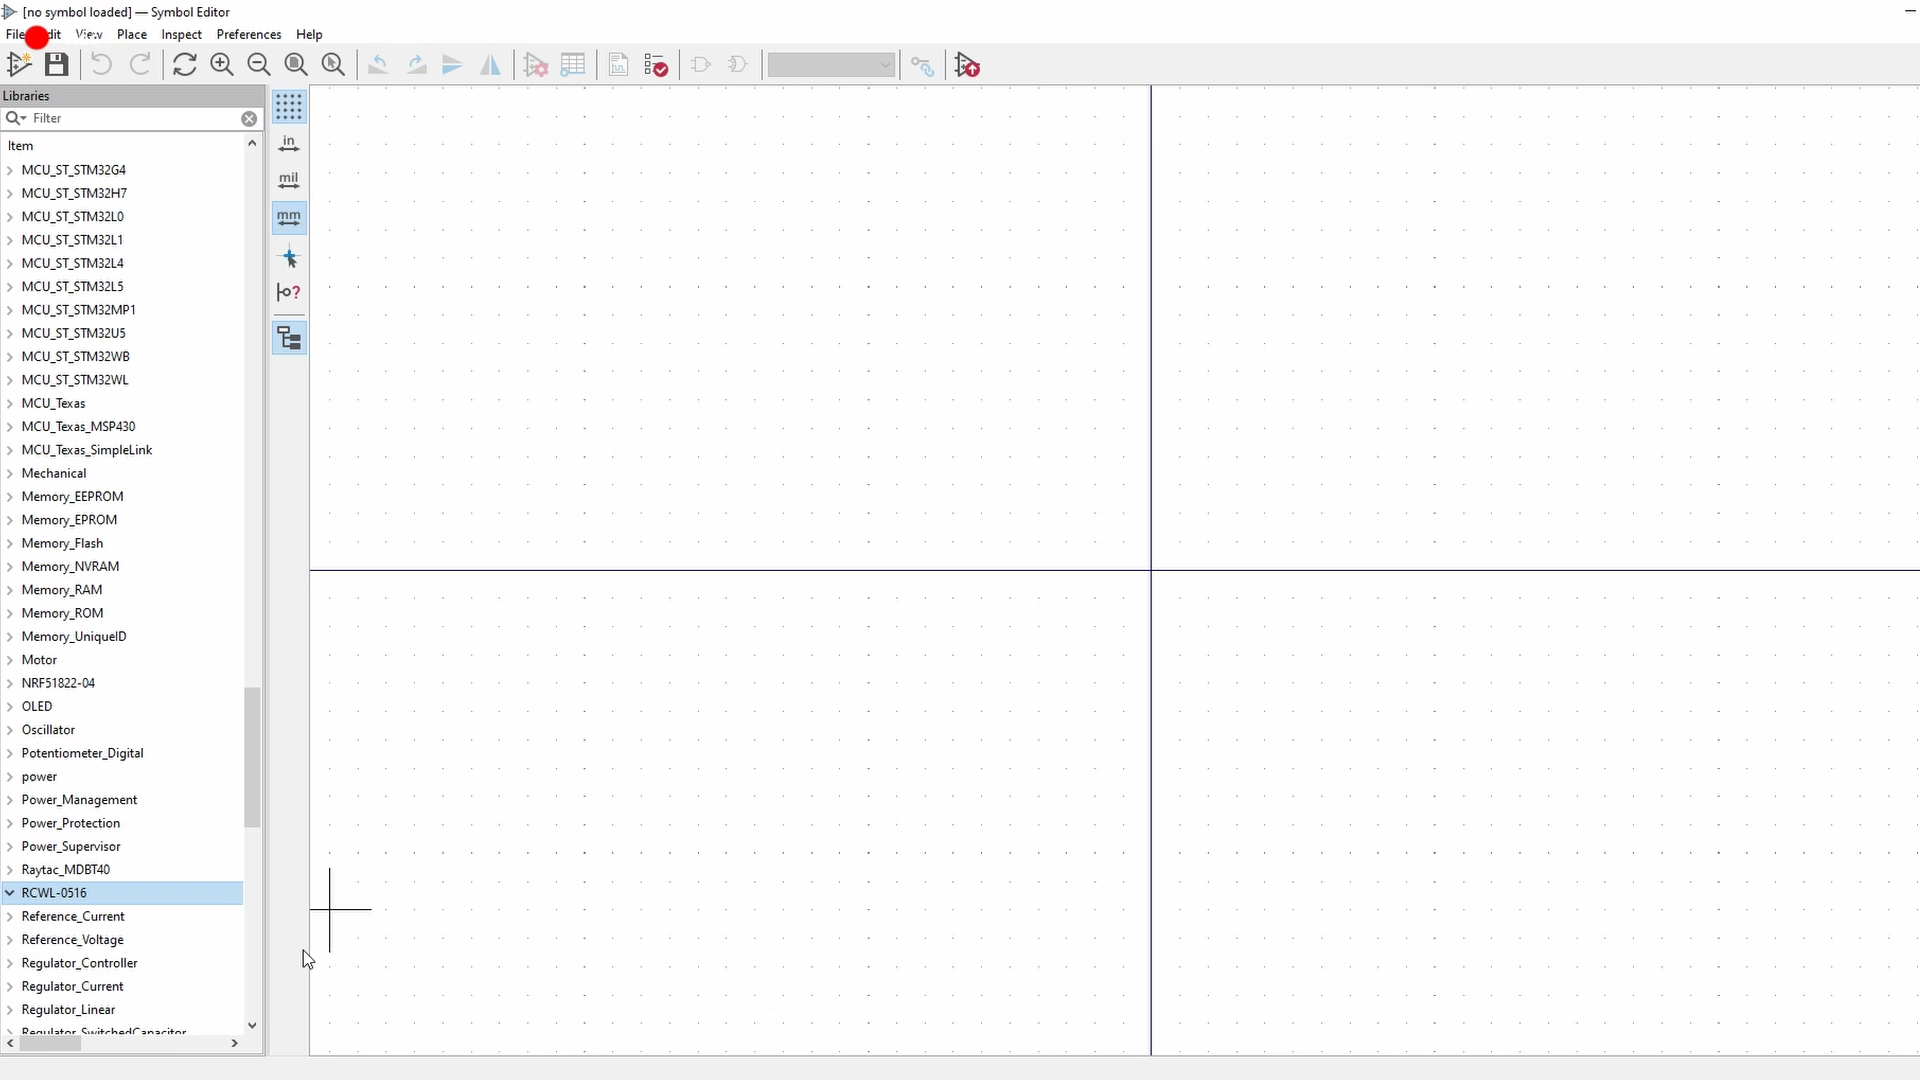 [no symbol loaded] — Symbol Editor
File Edit View Place Inspect Preferences Help
Libraries
Filter
Item
MCU_ST_STM32G4
MCU_ST_STM32H7
MCU_ST_STM32L0
MCU_ST_STM32L1
MCU_ST_STM32L4
MCU_ST_STM32L5
MCU_ST_STM32MP1
MCU_ST_STM32U5
MCU_ST_STM32WB
MCU_ST_STM32WL
MCU_Texas
MCU_Texas_MSP430
MCU_Texas_SimpleLink
Mechanical
Memory_EEPROM
Memory_EPROM
Memory_Flash
Memory_NVRAM
Memory_RAM
Memory_ROM
Memory_UniqueID
Motor
NRF51822-04
OLED
Oscillator
Potentiometer_Digital
power
Power_Management
Power_Protection
Power_Supervisor
Raytac_MDBT40
RCWL-0516
Reference_Current
Reference_Voltage
Regulator_Controller
Regulator_Current
Regulator_Linear
Regulator_SwitchedCapacitor
in
mil
mm